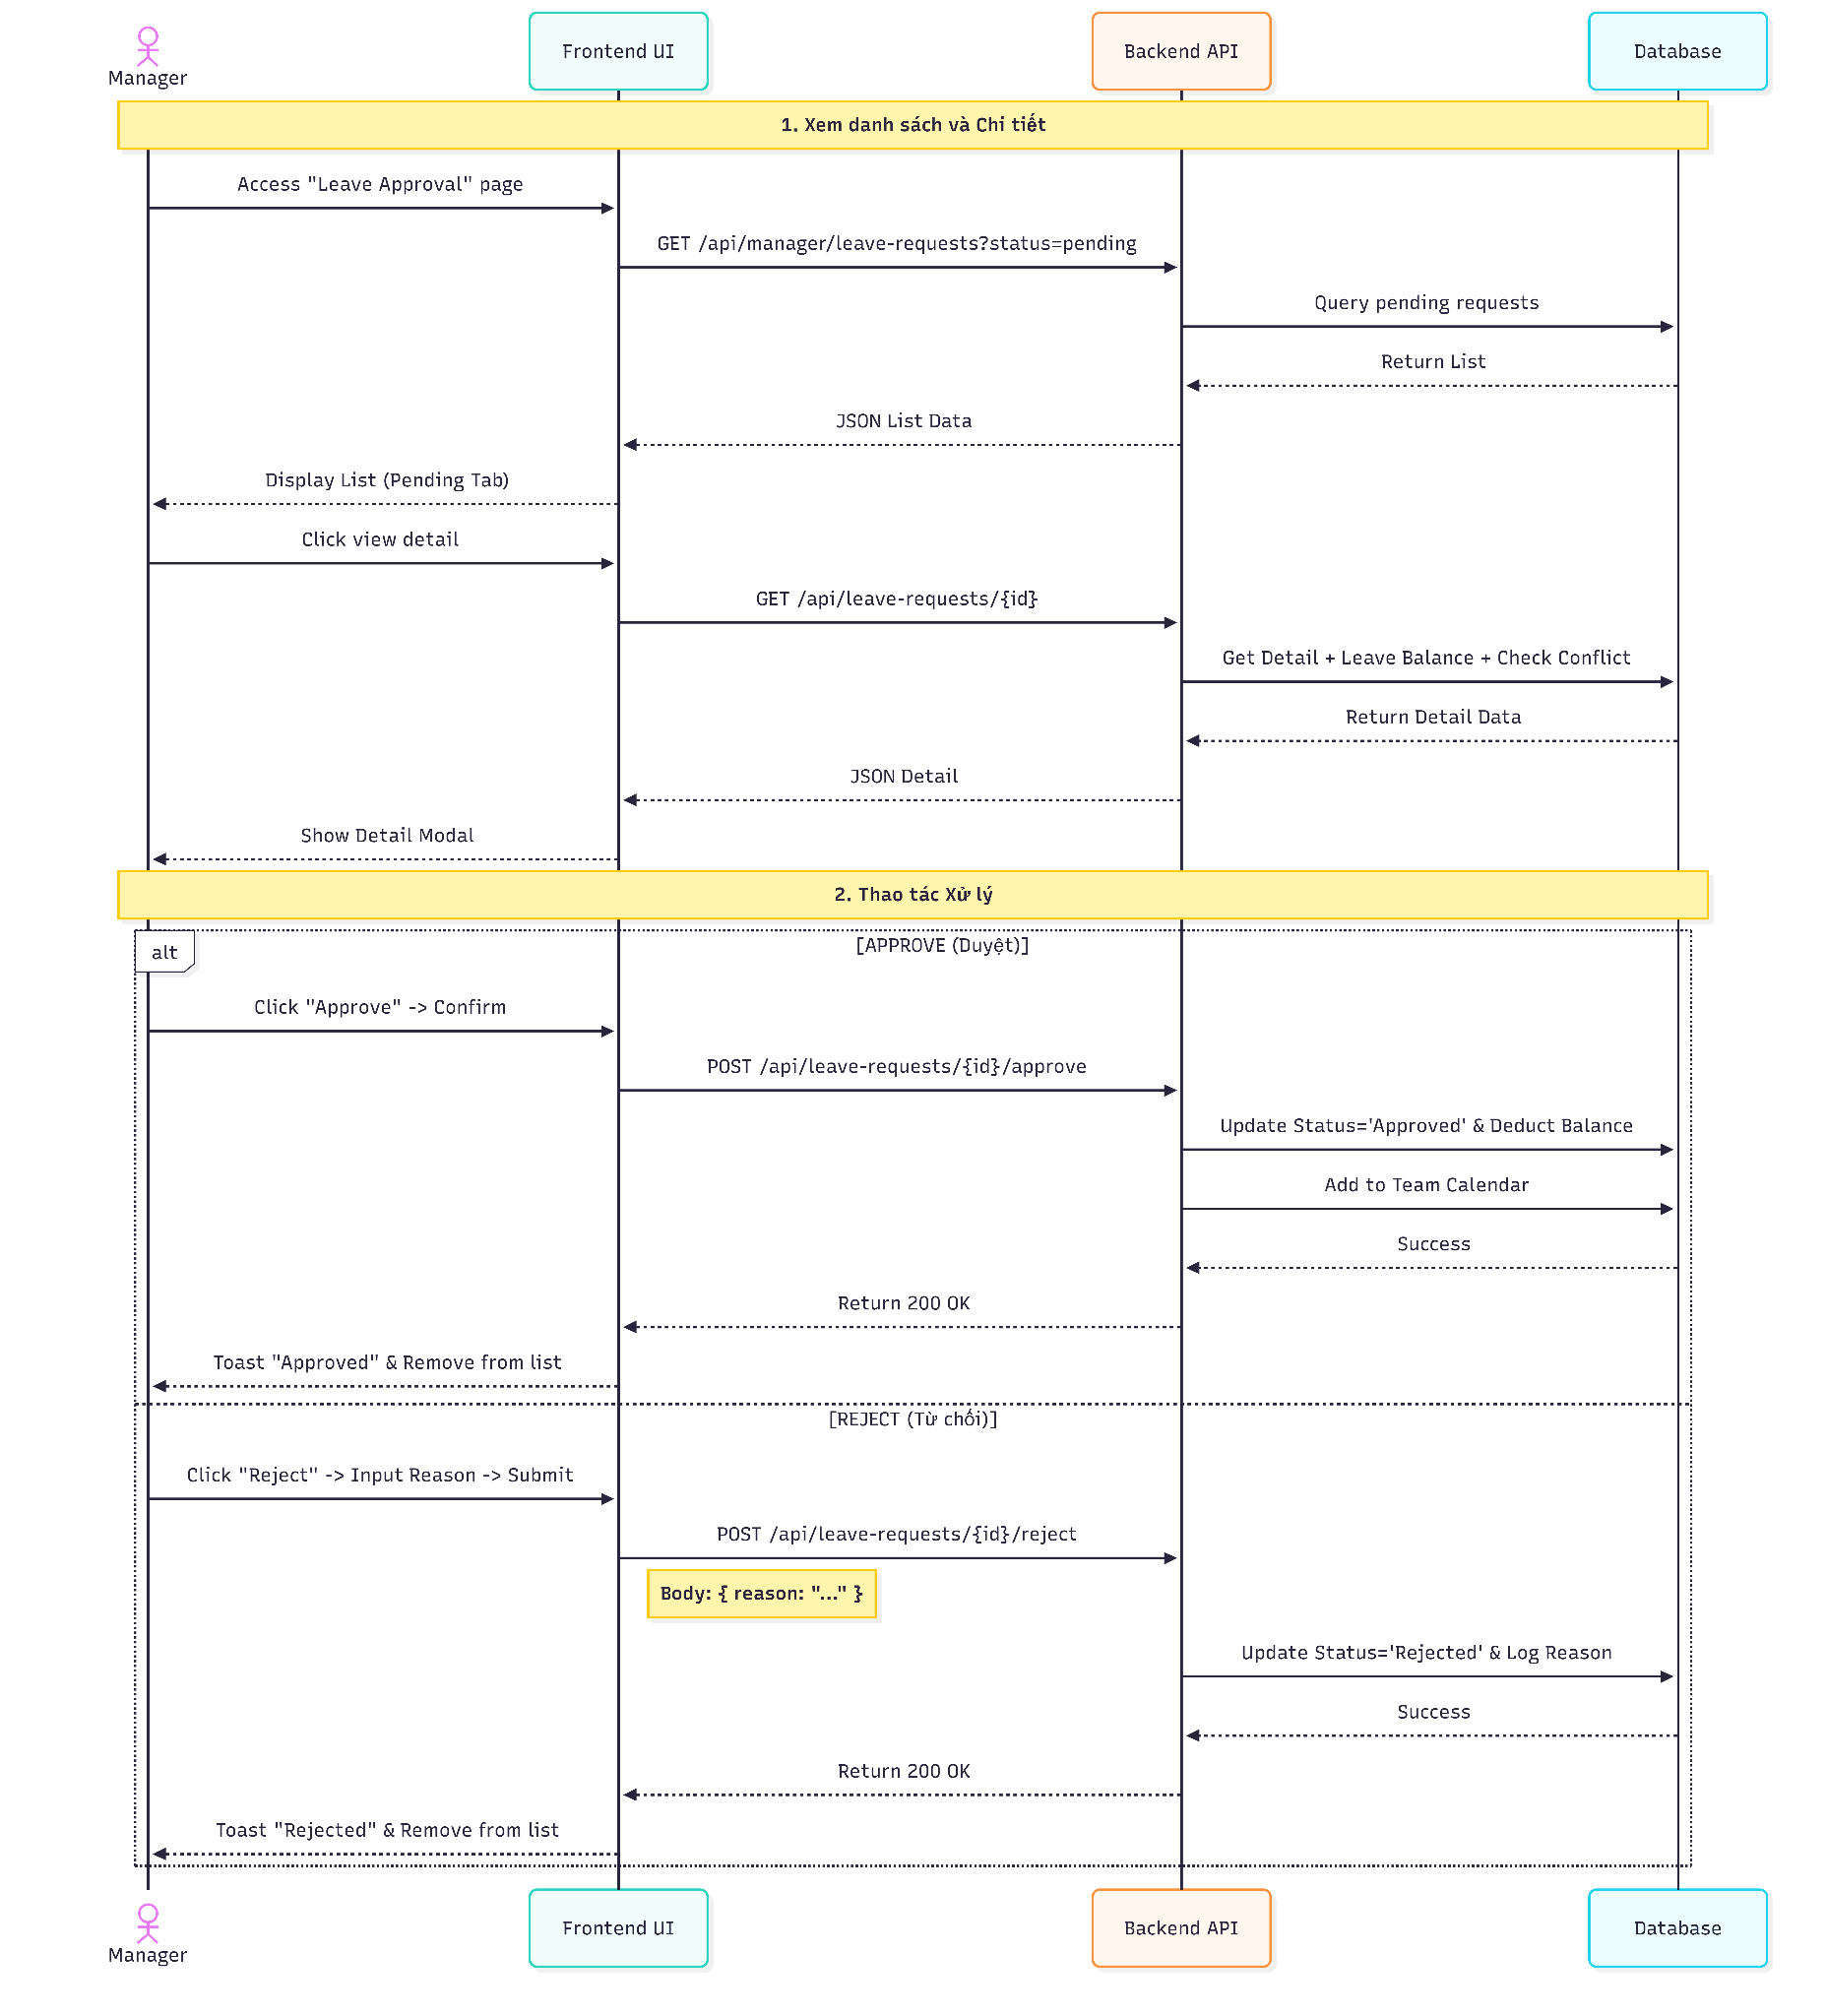 Manager
Frontend UI
Backend API
Database
1. Xem danh sách và Chi tiết
Access "Leave Approval" page
GET /api/manager/leave-requests?status=pending
Query pending requests
Return List
JSON List Data
Display List (Pending Tab)
Click view detail
GET /api/leave-requests/{id}
Get Detail + Leave Balance + Check Conflict
Return Detail Data
JSON Detail
Show Detail Modal
2. Thao tác Xử lý
alt
[APPROVE (Duyệt)]
Click "Approve" -> Confirm
POST /api/leave-requests/{id}/approve
Update Status='Approved' & Deduct Balance
Add to Team Calendar
Success
Return 200 OK
Toast "Approved" & Remove from list
[REJECT (Từ chối)]
Click "Reject" -> Input Reason -> Submit
POST /api/leave-requests/{id}/reject
Body: { reason: "..." }
Update Status='Rejected' & Log Reason
Success
Return 200 OK
Toast "Rejected" & Remove from list
Manager
Frontend UI
Backend API
Database